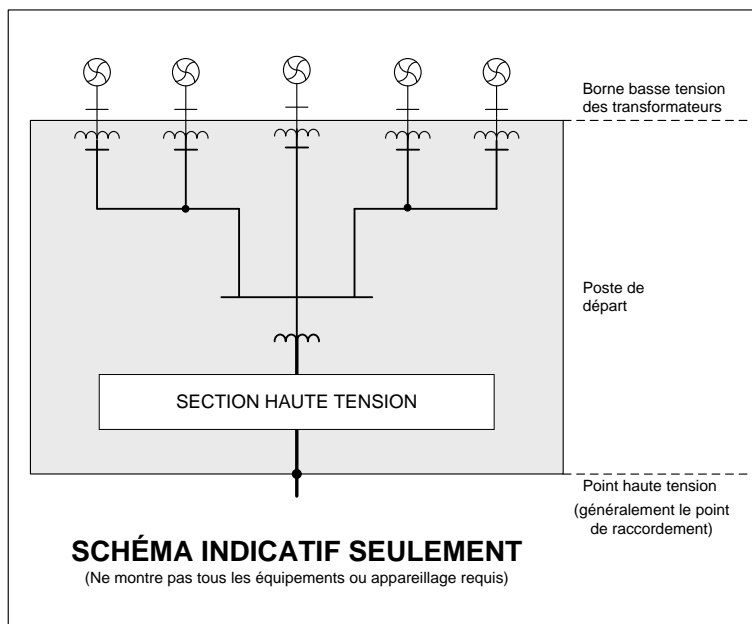 Borne basse tension
des transformateurs
Poste de
départ
SECTION HAUTE TENSION
Point haute tension
(généralement le point
de raccordement)
SCHÉMA INDICATIF SEULEMENT
(Ne montre pas tous les équipements ou appareillage requis)